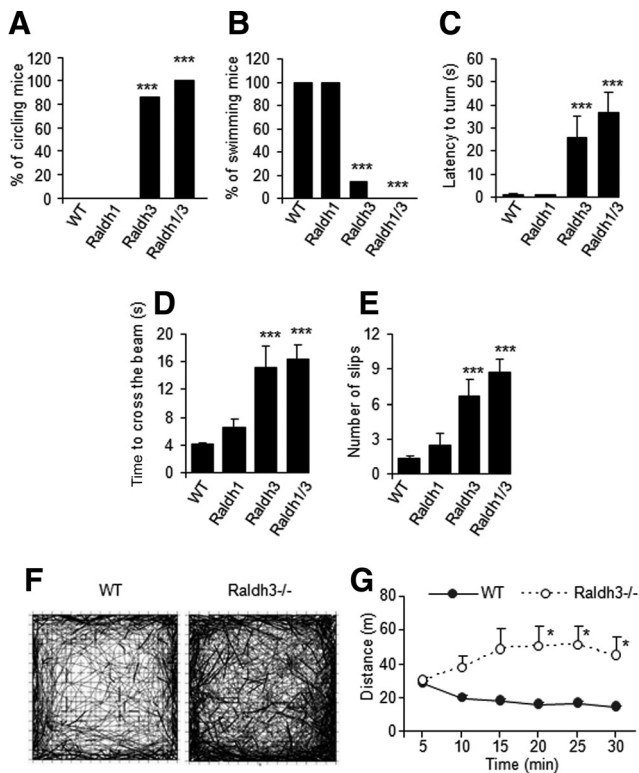 A
% of circling mice
120
100
80
60
40
20
0
***
***
WT
Raldh1
Raldh3
Raldh1/3
B
% of swimming mice
120
100
80
60
40
20
0
***
***
WT
Raldh1
Raldh3
Raldh1/3
C
Latency to turn (s)
60
50
40
30
20
10
0
***
***
WT
Raldh1
Raldh3
Raldh1/3
D
Time to cross the beam (s)
20
16
12
8
4
0
***
***
WT
Raldh1
Raldh3
Raldh1/3
E
Number of slips
12
9
6
3
0
***
***
WT
Raldh1
Raldh3
Raldh1/3
F
WT
Raldh3-/-
G
WT
Raldh3-/-
Distance (m)
80
60
40
20
0
*
*
*
5 10 15 20 25 30
Time (min)